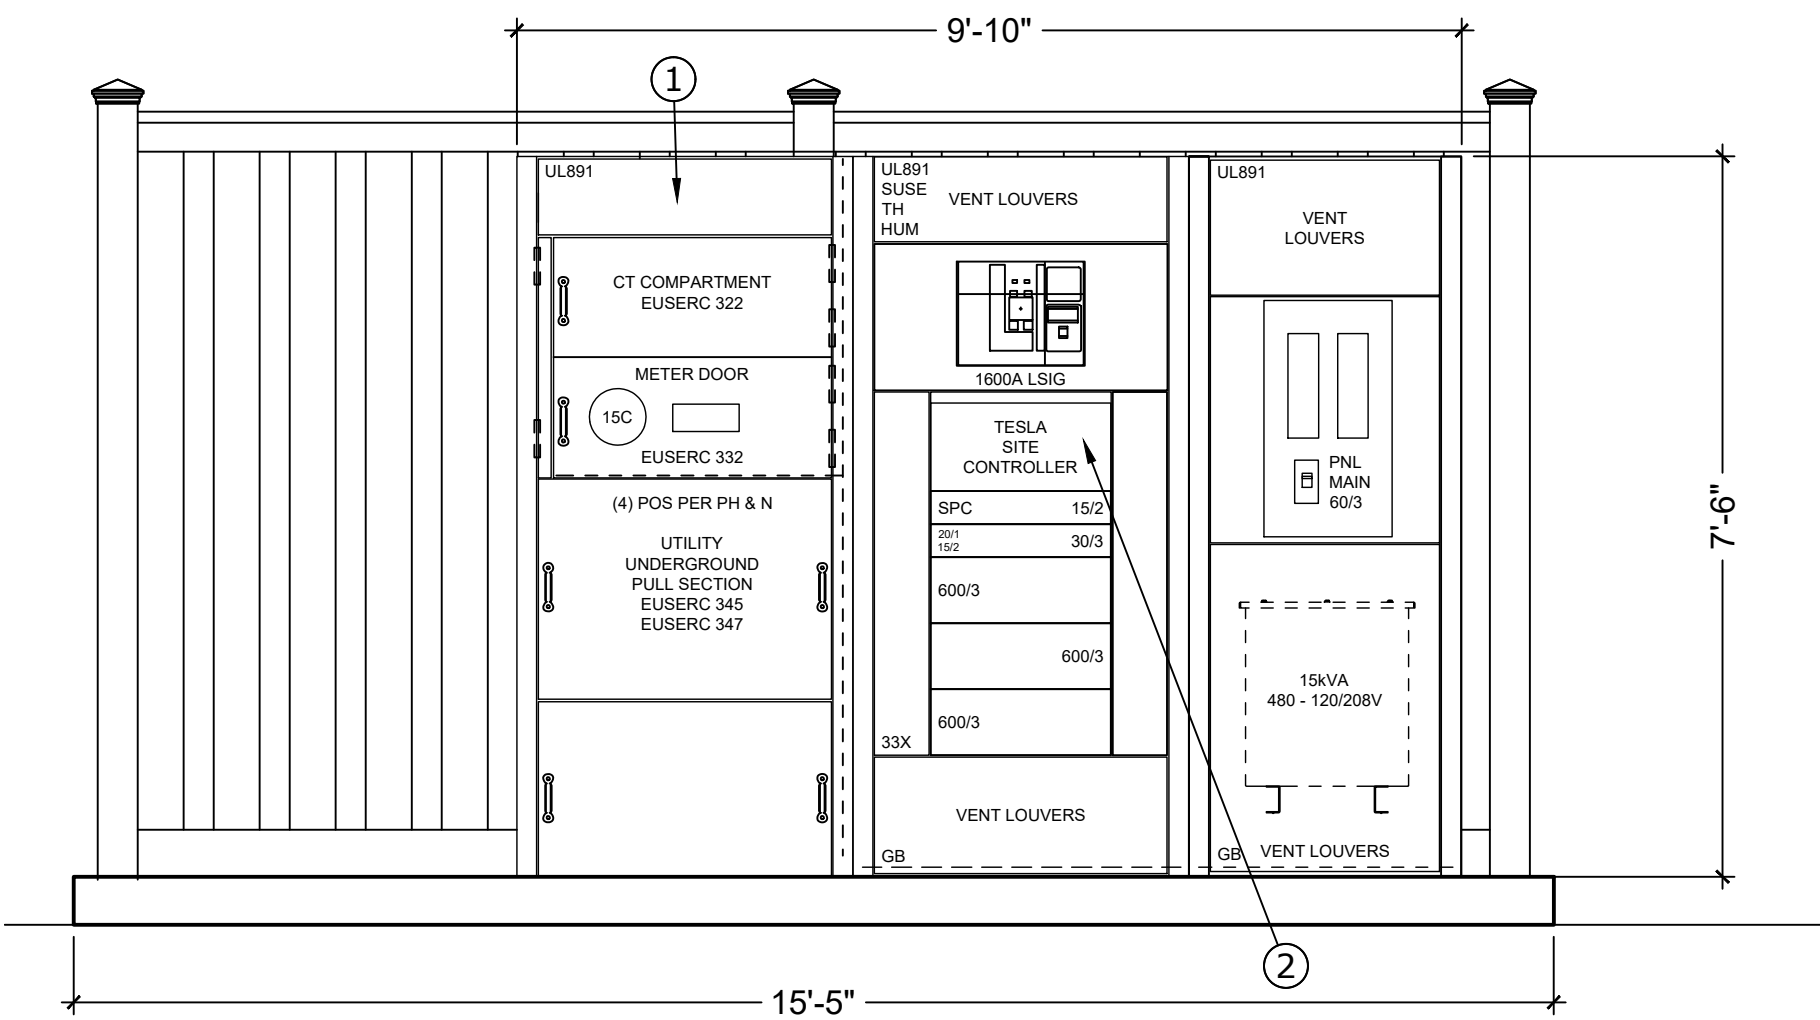 9'-10"
1
UL891
CT COMPARTMENT
EUSERC 322
METER DOOR
15C
EUSERC 332
(4) POS PER PH & N
UTILITY
UNDERGROUND
PULL SECTION
EUSERC 345
EUSERC 347
UL891
SUSE
TH
HUM
VENT LOUVERS
1600A LSIG
TESLA
SITE
CONTROLLER
SPC 15/2
20/1
15/2
30/3
600/3
600/3
600/3
33X
VENT LOUVERS
GB
UL891
VENT
LOUVERS
PNL
MAIN
60/3
15kVA
480 - 120/208V
GB VENT LOUVERS
7'-6"
2
15'-5"